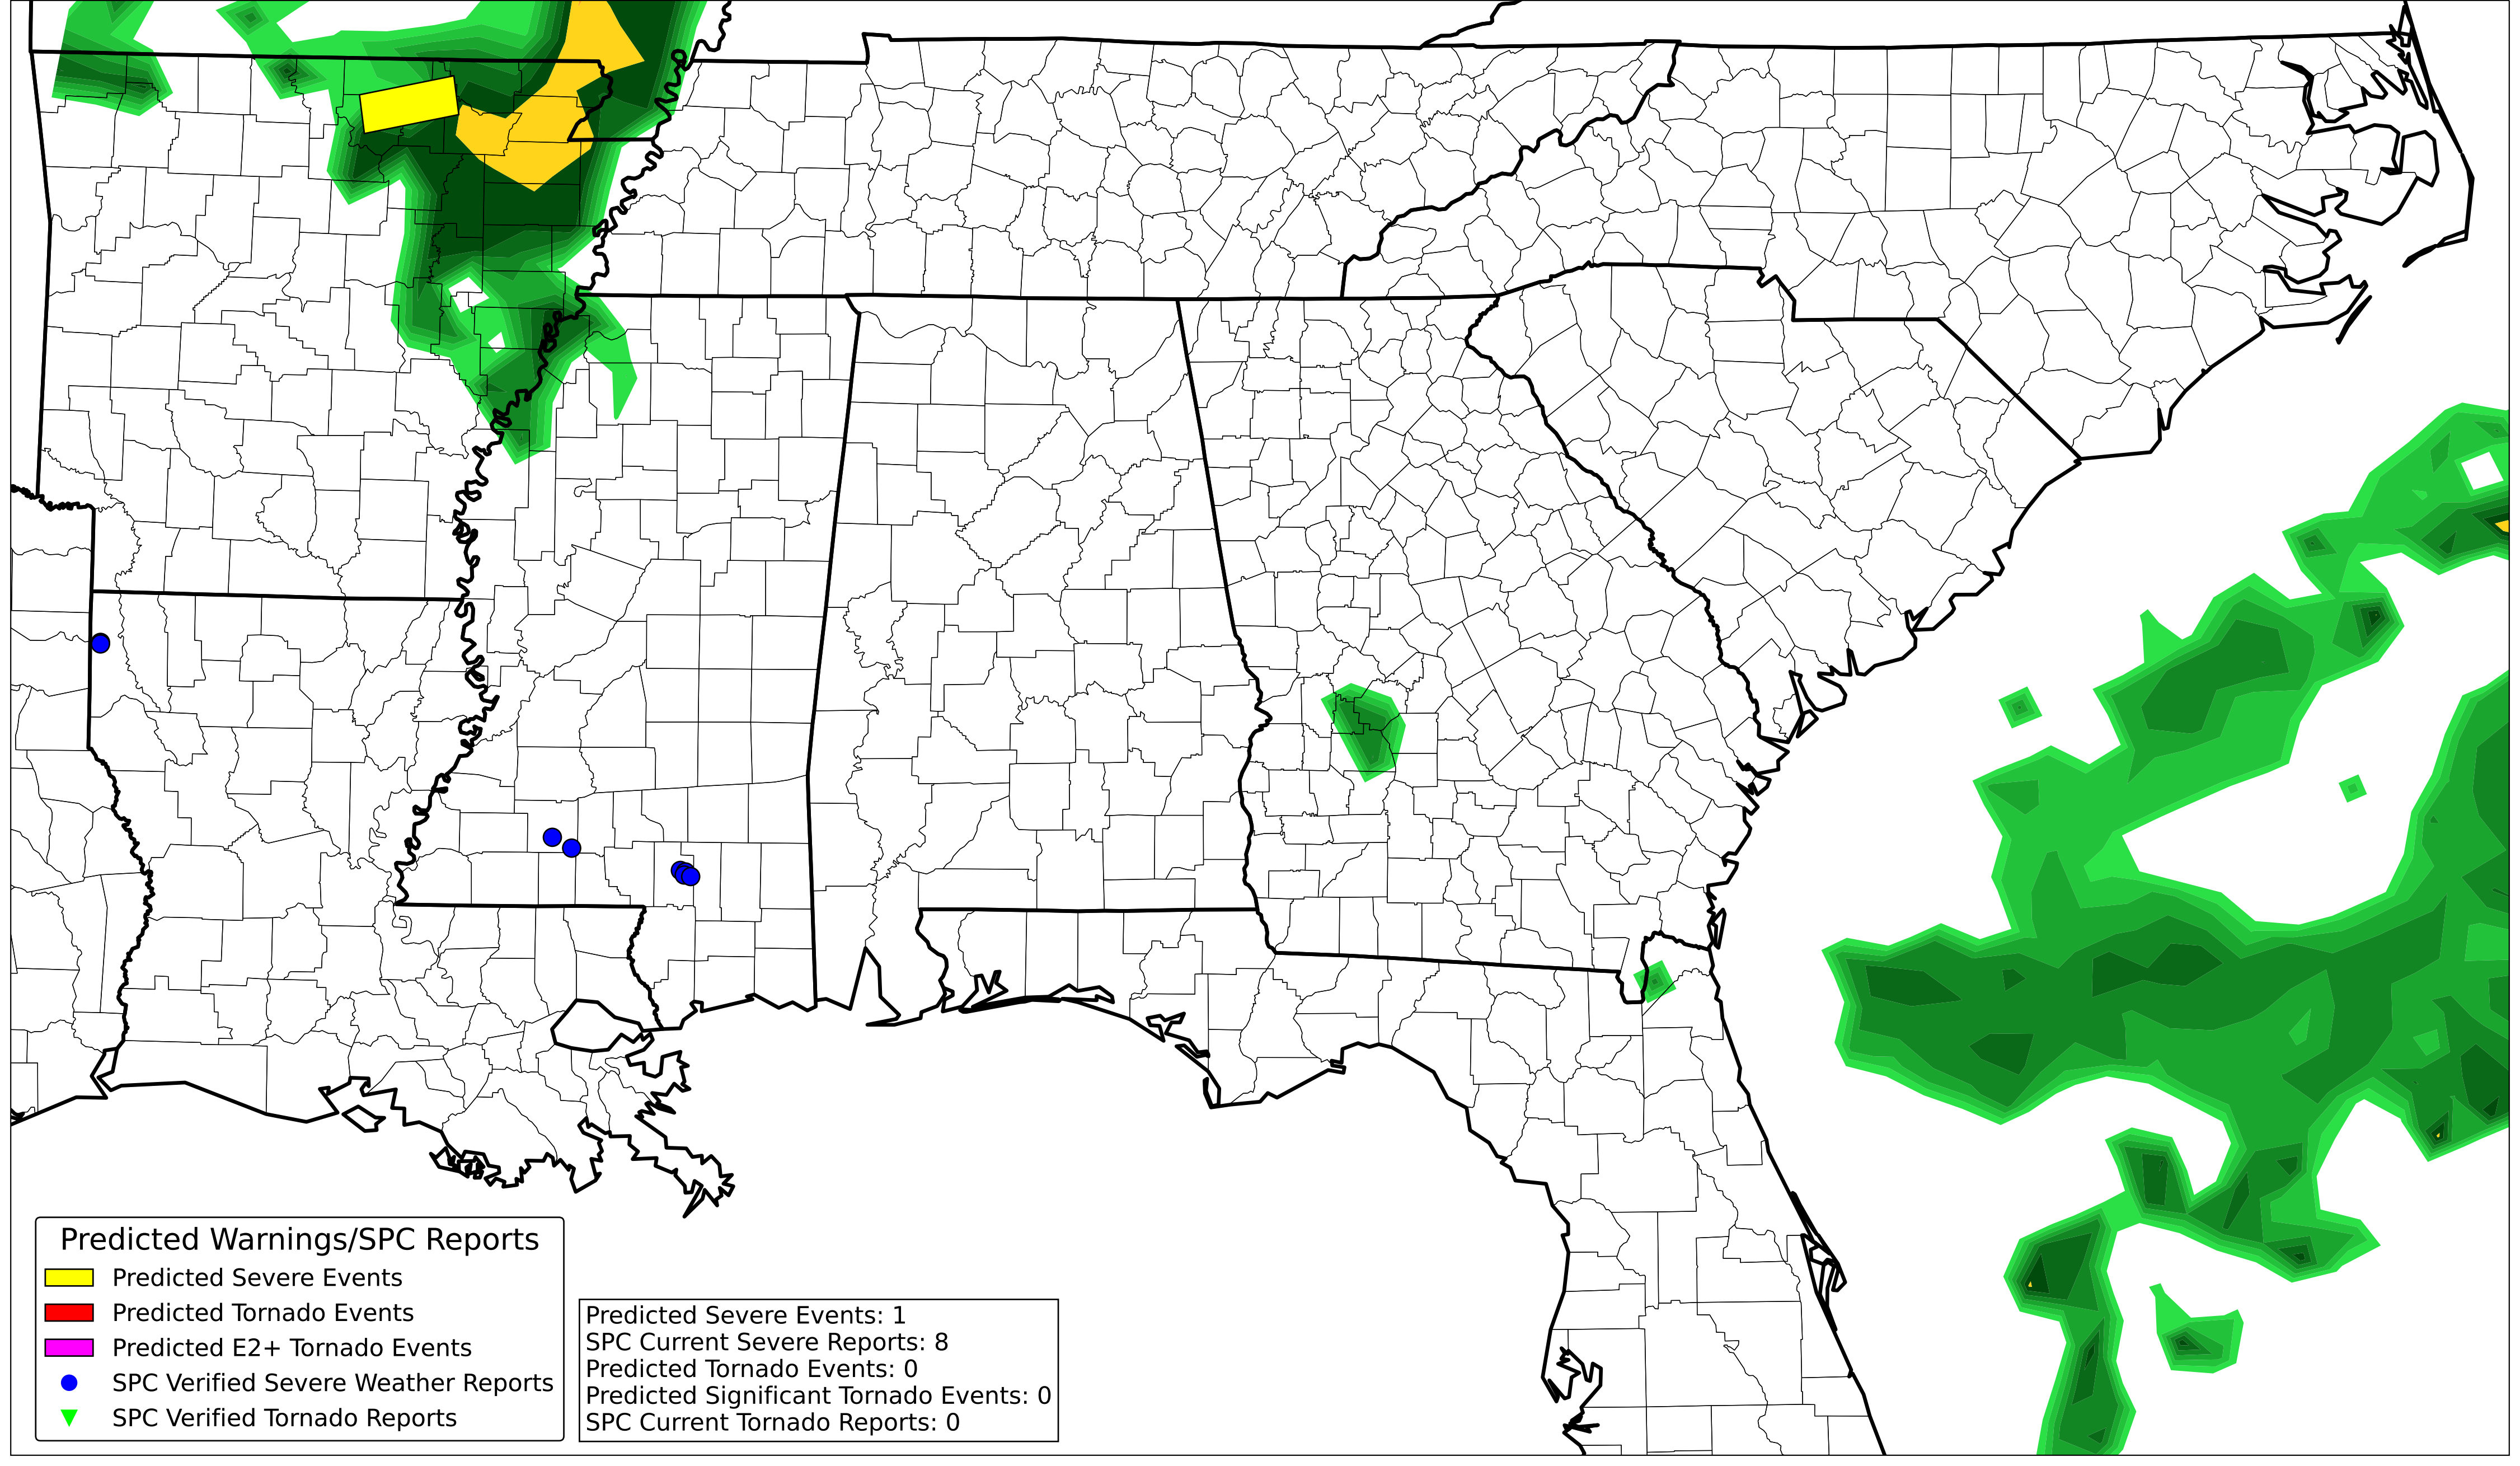 Predicted Warnings/SPC Reports
Predicted Severe Events
Predicted Tornado Events
Predicted E2+ Tornado Events
SPC Verified Severe Weather Reports
SPC Verified Tornado Reports
Predicted Severe Events: 1
SPC Current Severe Reports: 8
Predicted Tornado Events: 0
Predicted Significant Tornado Events: 0
SPC Current Tornado Reports: 0